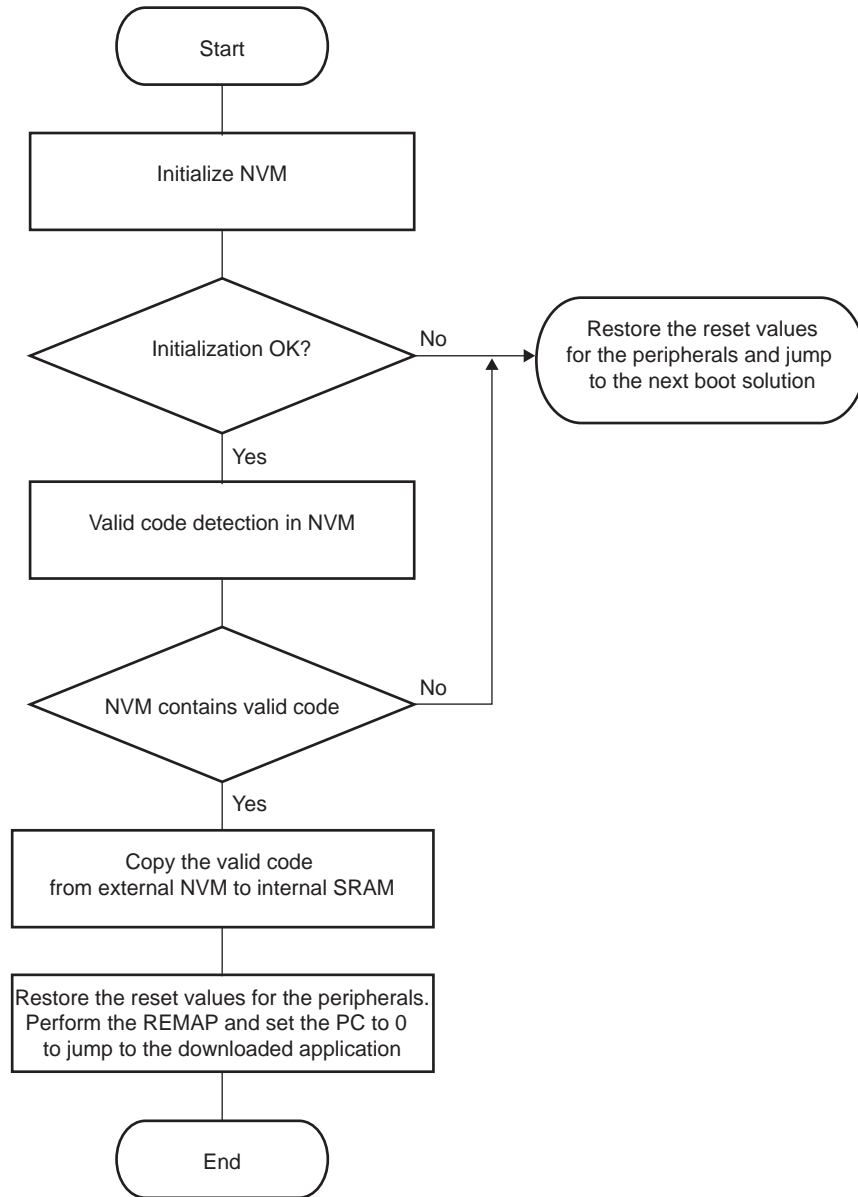 Start
Initialize NVM
Initialization OK?
No
Restore the reset values
for the peripherals and jump
to the next boot solution
Yes
Valid code detection in NVM
NVM contains valid code
No
Yes
Copy the valid code
from external NVM to internal SRAM
Restore the reset values for the peripherals.
Perform the REMAP and set the PC to 0
to jump to the downloaded application
End